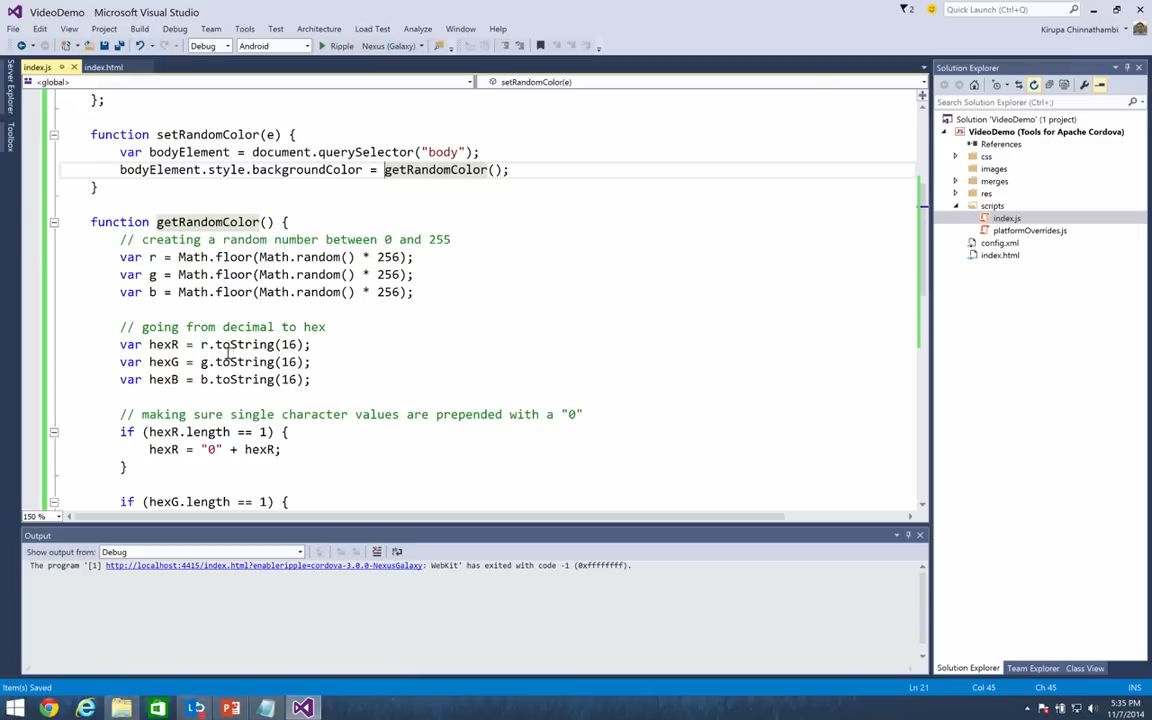 VideoDemo - Microsoft Visual Studio
2
Quick Launch (Ctrl+Q)
File Edit View Project Build Debug Team Tools Test Architecture Load Test Analyze Window Help
Kirupa Chinnathambi
Debug Android Ripple Nexus (Galaxy)
Server Explorer
Toolbox
index.js index.html
<global> setRandomColor(e)
};
function setRandomColor(e) {
var bodyElement = document.querySelector("body");
bodyElement.style.backgroundColor = getRandomColor();
}
function getRandomColor() {
// creating a random number between 0 and 255
var r = Math.floor(Math.random() * 256);
var g = Math.floor(Math.random() * 256);
var b = Math.floor(Math.random() * 256);
// going from decimal to hex
var hexR = r.toString(16);
var hexG = g.toString(16);
var hexB = b.toString(16);
// making sure single character values are prepended with a "0"
if (hexR.length == 1) {
hexR = "0" + hexR;
}
if (hexG.length == 1) {
150 %
Output
Show output from: Debug
The program '[1] http://localhost:4415/index.html?enableripple=cordova-3.0.0-NexusGalaxy: WebKit' has exited with code -1 (0xffffffff).
Solution Explorer
Search Solution Explorer (Ctrl+;)
Solution 'VideoDemo' (1 project)
VideoDemo (Tools for Apache Cordova)
References
css
images
merges
res
scripts
index.js
platformOverrides.js
config.xml
index.html
Solution Explorer Team Explorer Class View
Item(s) Saved Ln 21 Col 45 Ch 45 INS
5:35 PM
11/7/2014